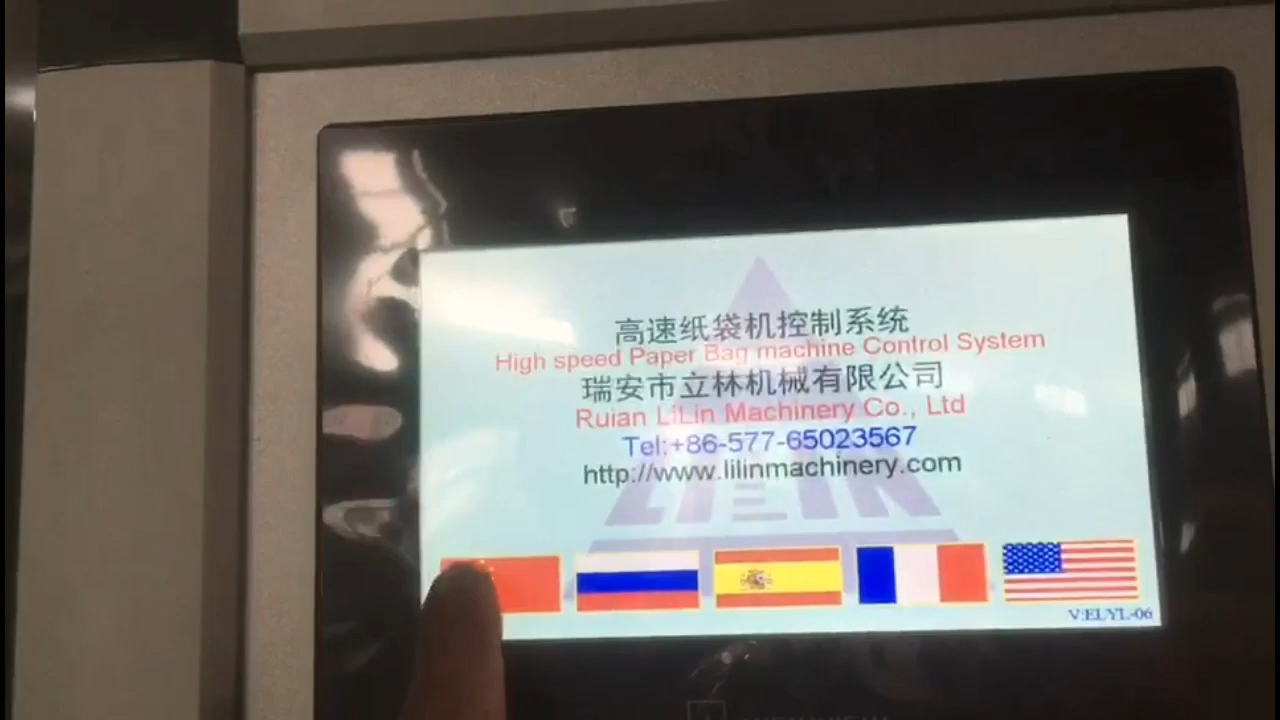 高速纸袋机控制系统
High speed Paper Bag machine Control System
瑞安市立林机械有限公司
Ruian LiLin Machinery Co., Ltd
Tel:+86-577-65023567
http://www.lilinmachinery.com
LILIN
V:ELYL-06